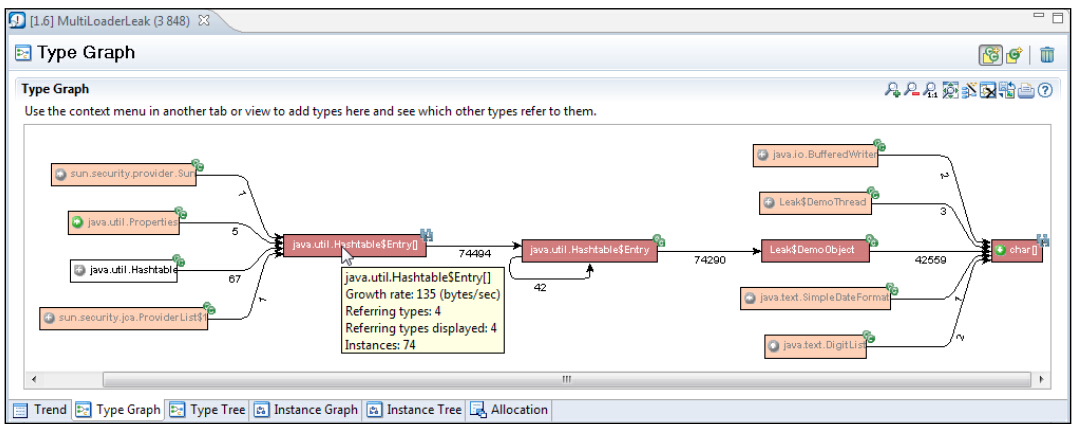 [1.6] MultiLoaderLeak (3 848)
Type Graph
Type Graph
Use the context menu in another tab or view to add types here and see which other types refer to them.
java.io.BufferedWriter
2
sun.security.provider.Sun
1
Leak$DemoThread
3
java.util.Properties
5
java.util.Hashtable$Entry[]
74494
java.util.Hashtable$Entry
74290
Leak$DemoObject
42559
char[]
java.util.Hashtable
67
42
java.util.Hashtable$Entry[]
Growth rate: 135 (bytes/sec)
Referring types: 4
Referring types displayed: 4
Instances: 74
sun.security.jca.ProviderList$1
1
java.text.SimpleDateFormat
1
java.text.DigitList
2
Trend Type Graph Type Tree Instance Graph Instance Tree Allocation